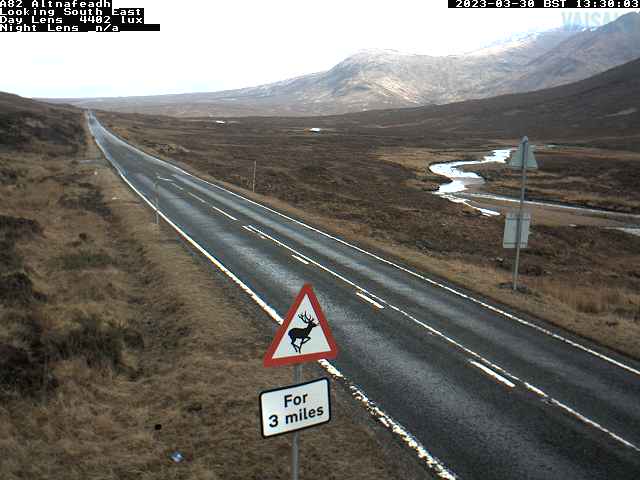 A82 Altnafeadh
Looking South East
Day Lens 4402 lux
Night Lens n/a
2023-03-30 BST 13:30:03
VAISALA
For
3 miles